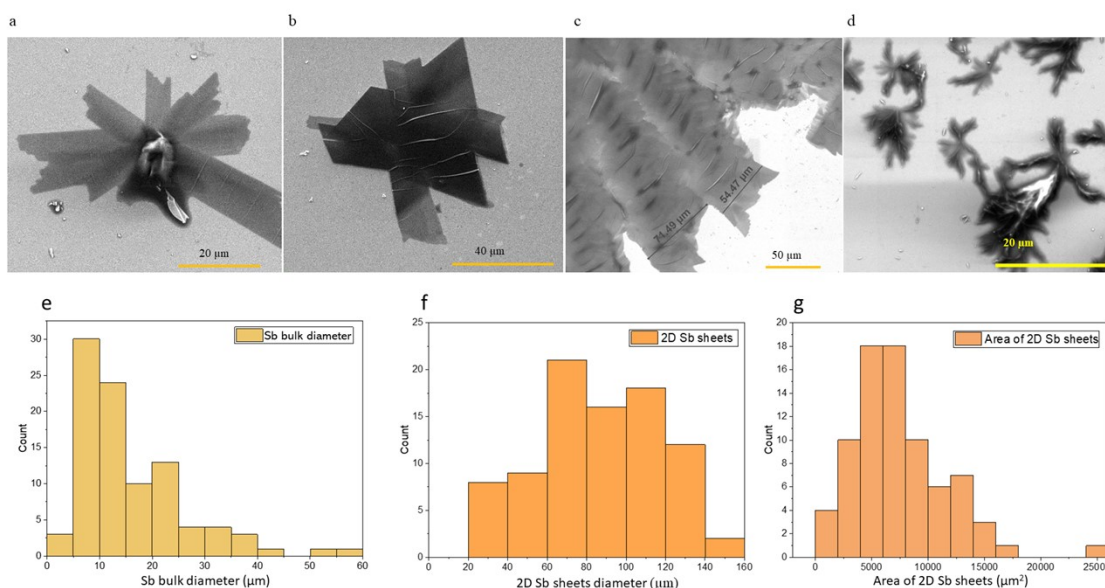 a
b
c
d
20 μm
40 μm
74.49 μm
54.47 μm
50 μm
20 μm
e
f
g
Sb bulk diameter
Count
0
5
10
15
20
25
30
0
10
20
30
40
50
60
Sb bulk diameter (μm)
2D Sb sheets
Count
0
5
10
15
20
25
0
20
40
60
80
100
120
140
160
2D Sb sheets diameter (μm)
Area of 2D Sb sheets
Count
0
2
4
6
8
10
12
14
16
18
20
0
5000
10000
15000
20000
25000
Area of 2D Sb sheets (μm²)